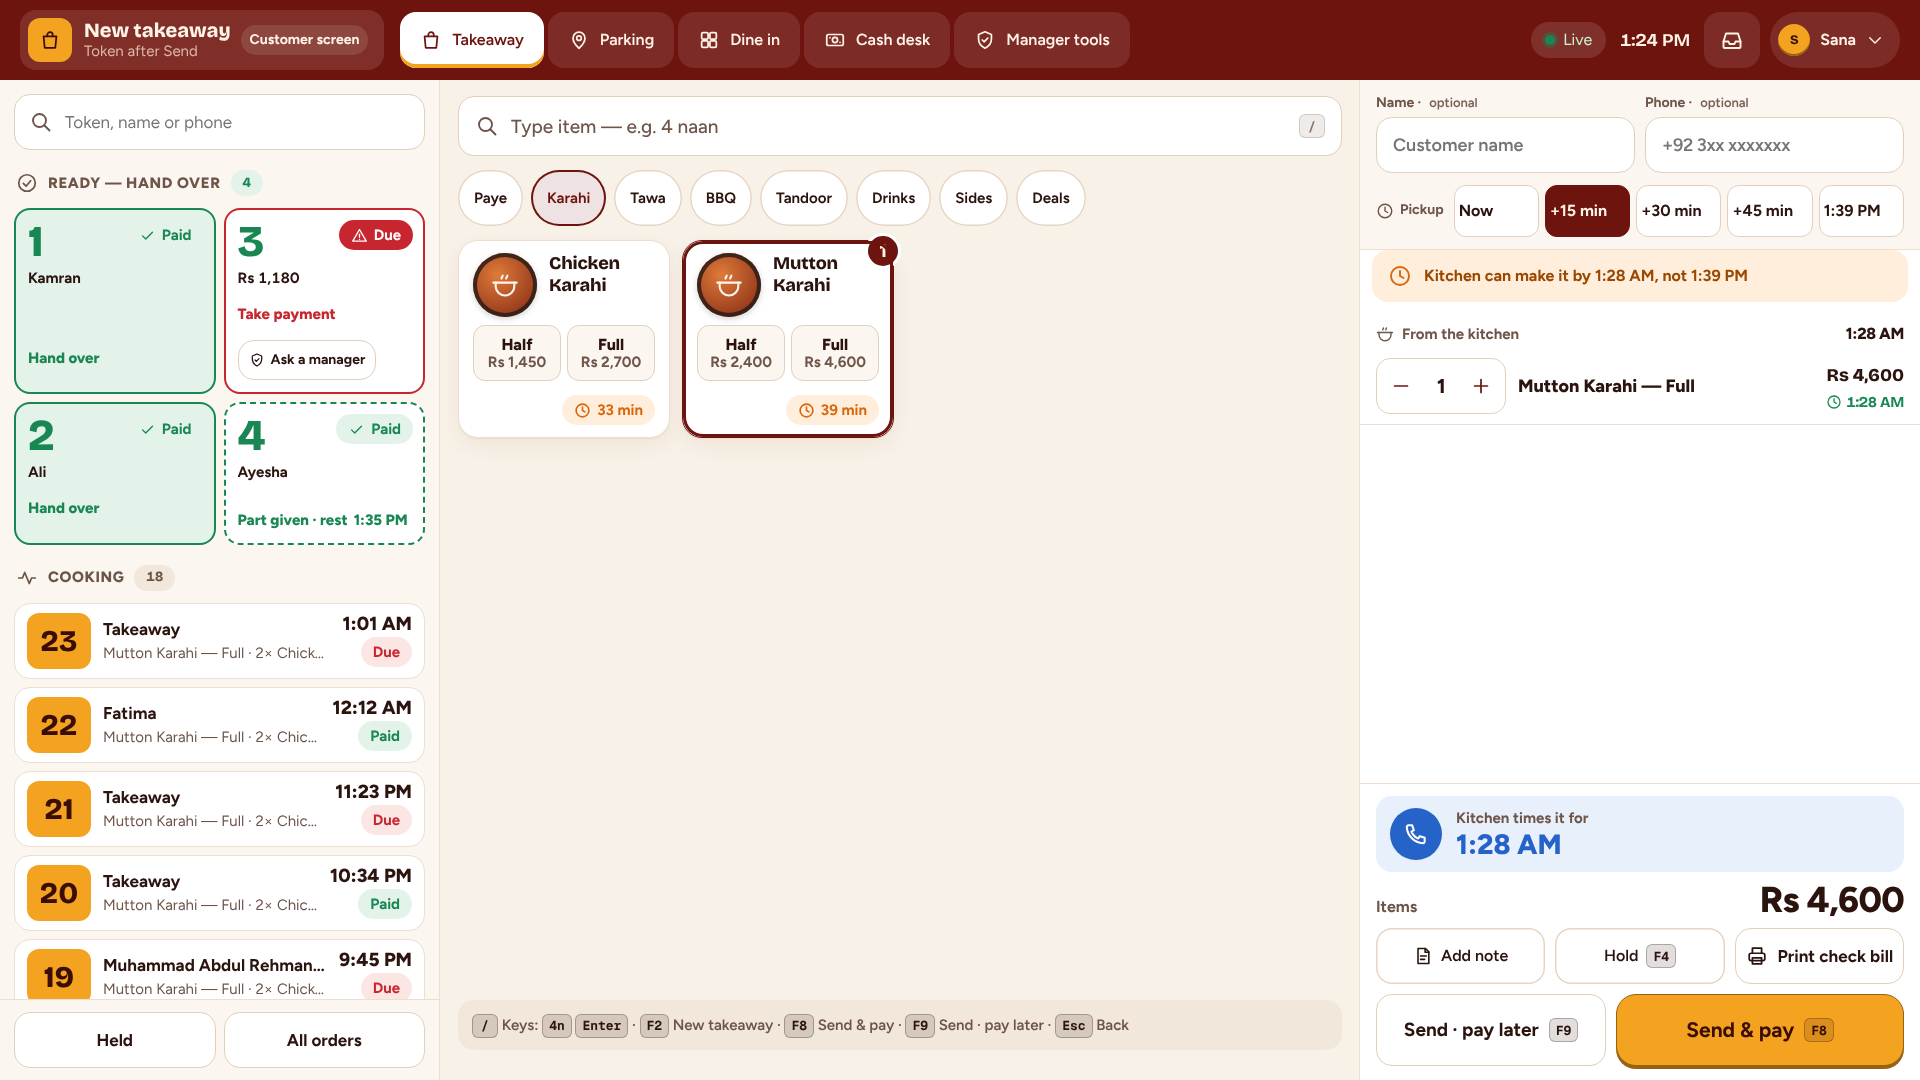 New takeaway
Token after Send
Customer screen
Takeaway
Parking
Dine in
Cash desk
Manager tools
Live
1:24 PM
S
Sana
Token, name or phone
READY — HAND OVER 4
1
Paid
Kamran
Hand over
3
Due
Rs 1,180
Take payment
Ask a manager
2
Paid
Ali
Hand over
4
Paid
Ayesha
Part given · rest 1:35 PM
COOKING 18
23
Takeaway
1:01 AM
Mutton Karahi — Full · 2× Chick...
Due
22
Fatima
12:12 AM
Mutton Karahi — Full · 2× Chic...
Paid
21
Takeaway
11:23 PM
Mutton Karahi — Full · 2× Chic...
Due
20
Takeaway
10:34 PM
Mutton Karahi — Full · 2× Chic...
Paid
19
Muhammad Abdul Rehman...
9:45 PM
Mutton Karahi — Full · 2× Chic...
Due
Held
All orders
Type item — e.g. 4 naan
/
Paye
Karahi
Tawa
BBQ
Tandoor
Drinks
Sides
Deals
Chicken
Karahi
Half
Rs 1,450
Full
Rs 2,700
33 min
1
Mutton
Karahi
Half
Rs 2,400
Full
Rs 4,600
39 min
/ Keys: 4n Enter · F2 New takeaway · F8 Send & pay · F9 Send · pay later · Esc Back
Name · optional
Phone · optional
Customer name
+92 3xx xxxxxxx
Pickup
Now
+15 min
+30 min
+45 min
1:39 PM
Kitchen can make it by 1:28 AM, not 1:39 PM
From the kitchen
1:28 AM
1
Mutton Karahi — Full
Rs 4,600
1:28 AM
Kitchen times it for
1:28 AM
Items
Rs 4,600
Add note
Hold F4
Print check bill
Send · pay later F9
Send & pay F8